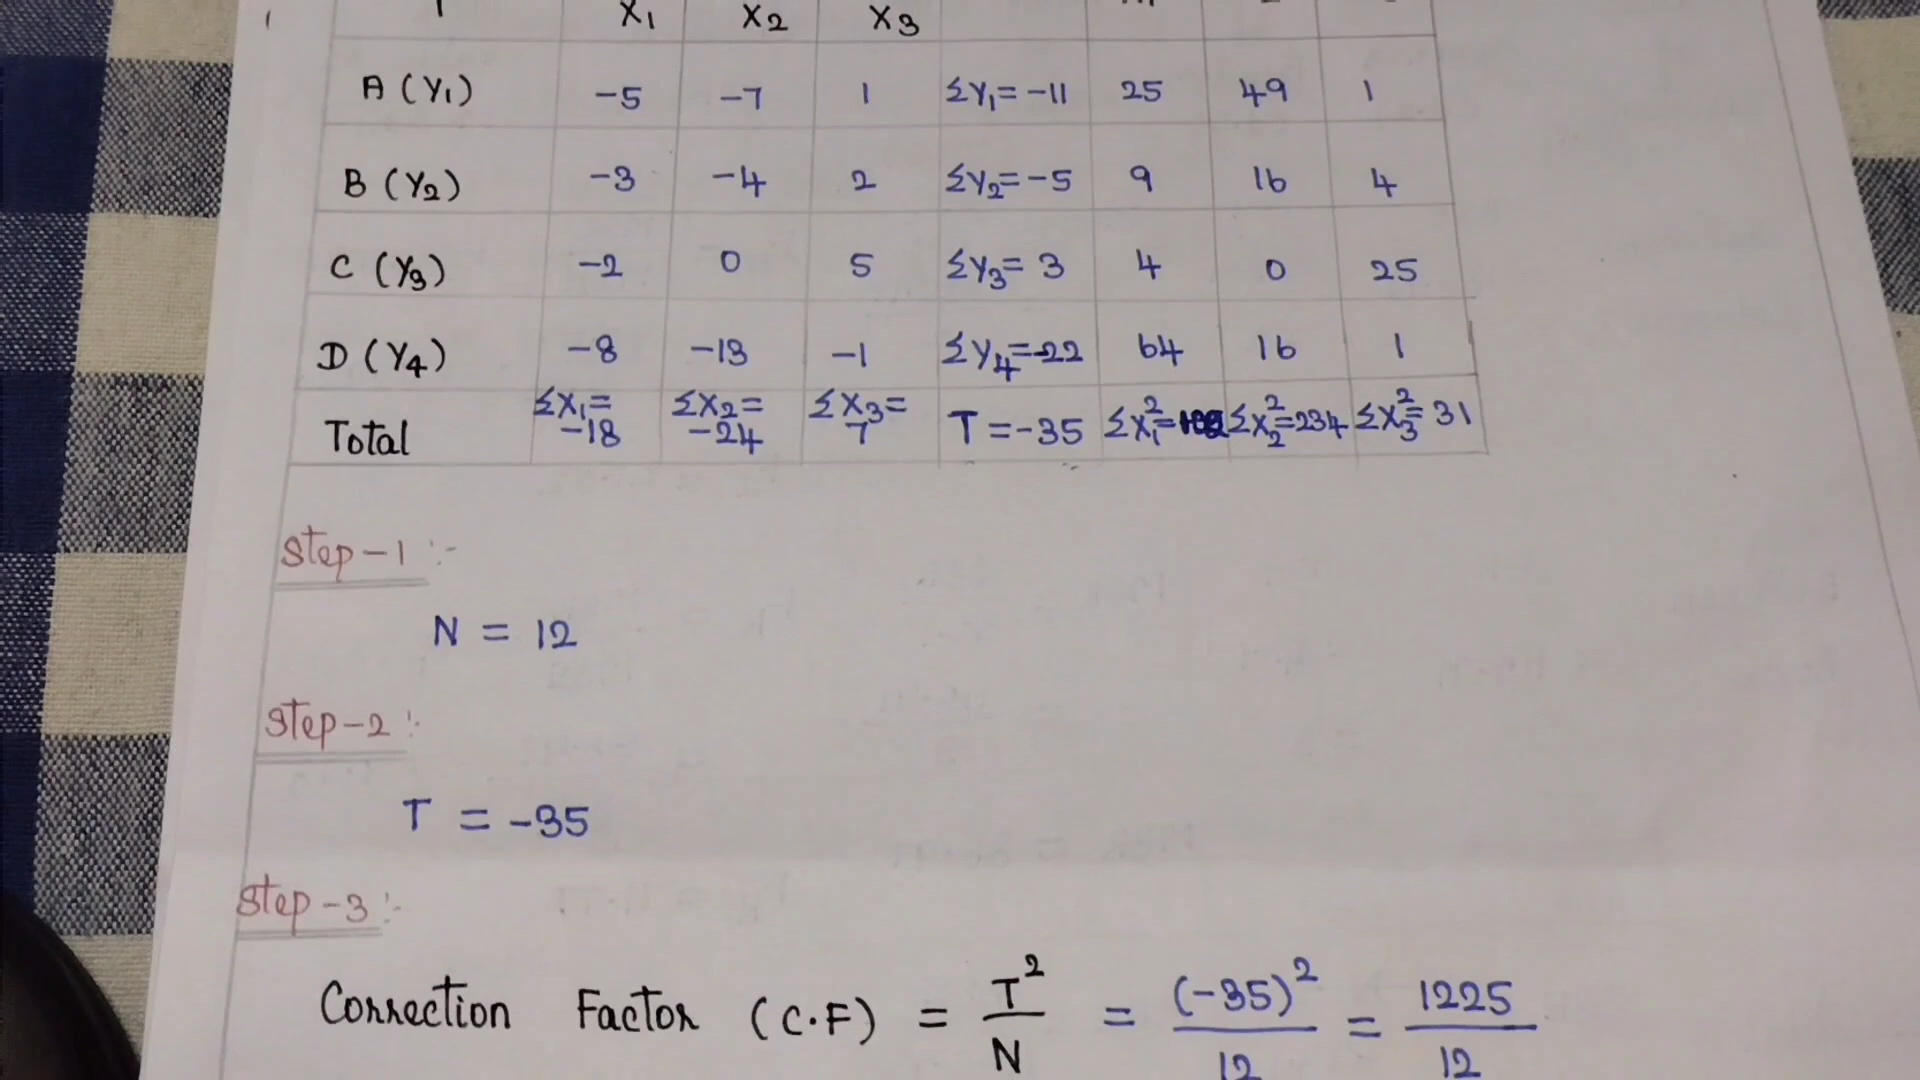 X₁ X₂ X₃
A (Y₁) -5 -7 1 ΣY₁= -11 25 49 1
B (Y₂) -3 -4 2 ΣY₂= -5 9 16 4
C (Y₃) -2 0 5 ΣY₃= 3 4 0 25
D (Y₄) -8 -13 -1 ΣY₄=-22 64 16 1
Total ΣX₁= -18 ΣX₂= -24 ΣX₃= 7 T = -35 ΣX₁²= ΣX₂²=234 ΣX₃²= 31
Step-1 :-
N = 12
Step-2 :-
T = -35
Step-3 :-
Correction Factor (C.F) = T²/N = (-35)²/12 = 1225/12